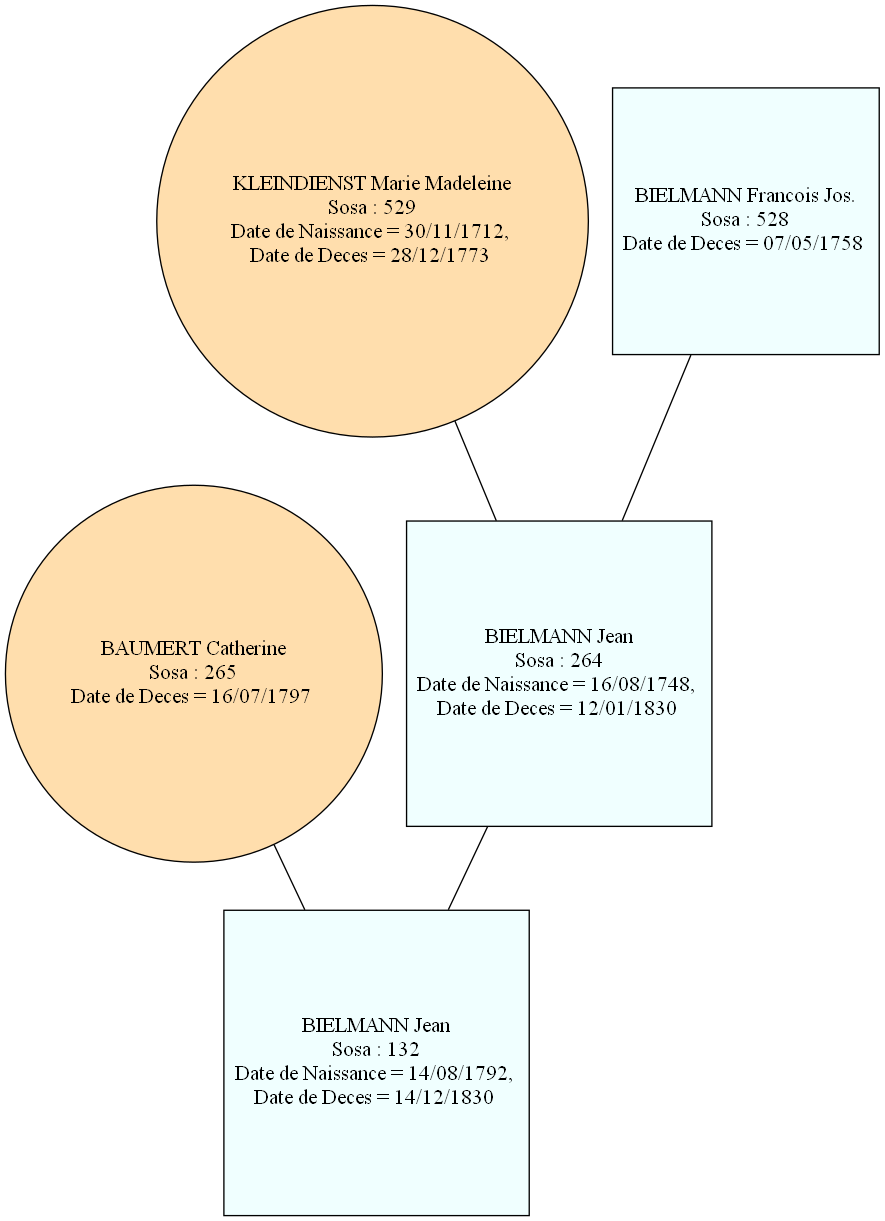 KLEINDIENST Marie Madeleine
Sosa : 529
Date de Naissance = 30/11/1712,
Date de Deces = 28/12/1773
BIELMANN Francois Jos.
Sosa : 528
Date de Deces = 07/05/1758
BAUMERT Catherine
Sosa : 265
Date de Deces = 16/07/1797
BIELMANN Jean
Sosa : 264
Date de Naissance = 16/08/1748,
Date de Deces = 12/01/1830
BIELMANN Jean
Sosa : 132
Date de Naissance = 14/08/1792,
Date de Deces = 14/12/1830